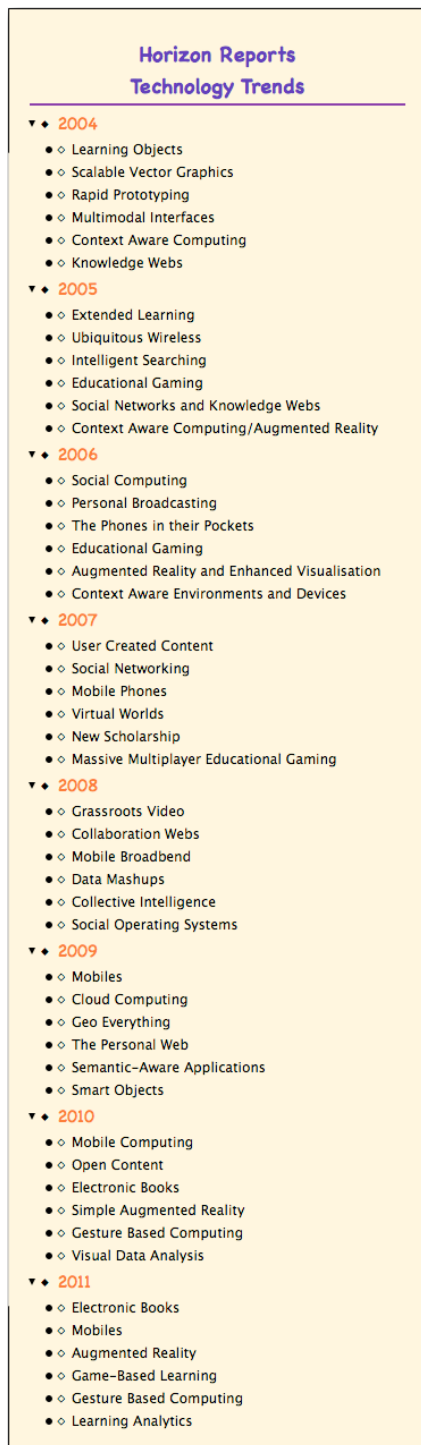 Horizon Reports
Technology Trends
2004
Learning Objects
Scalable Vector Graphics
Rapid Prototyping
Multimodal Interfaces
Context Aware Computing
Knowledge Webs
2005
Extended Learning
Ubiquitous Wireless
Intelligent Searching
Educational Gaming
Social Networks and Knowledge Webs
Context Aware Computing/Augmented Reality
2006
Social Computing
Personal Broadcasting
The Phones in their Pockets
Educational Gaming
Augmented Reality and Enhanced Visualisation
Context Aware Environments and Devices
2007
User Created Content
Social Networking
Mobile Phones
Virtual Worlds
New Scholarship
Massive Multiplayer Educational Gaming
2008
Grassroots Video
Collaboration Webs
Mobile Broadbend
Data Mashups
Collective Intelligence
Social Operating Systems
2009
Mobiles
Cloud Computing
Geo Everything
The Personal Web
Semantic-Aware Applications
Smart Objects
2010
Mobile Computing
Open Content
Electronic Books
Simple Augmented Reality
Gesture Based Computing
Visual Data Analysis
2011
Electronic Books
Mobiles
Augmented Reality
Game-Based Learning
Gesture Based Computing
Learning Analytics